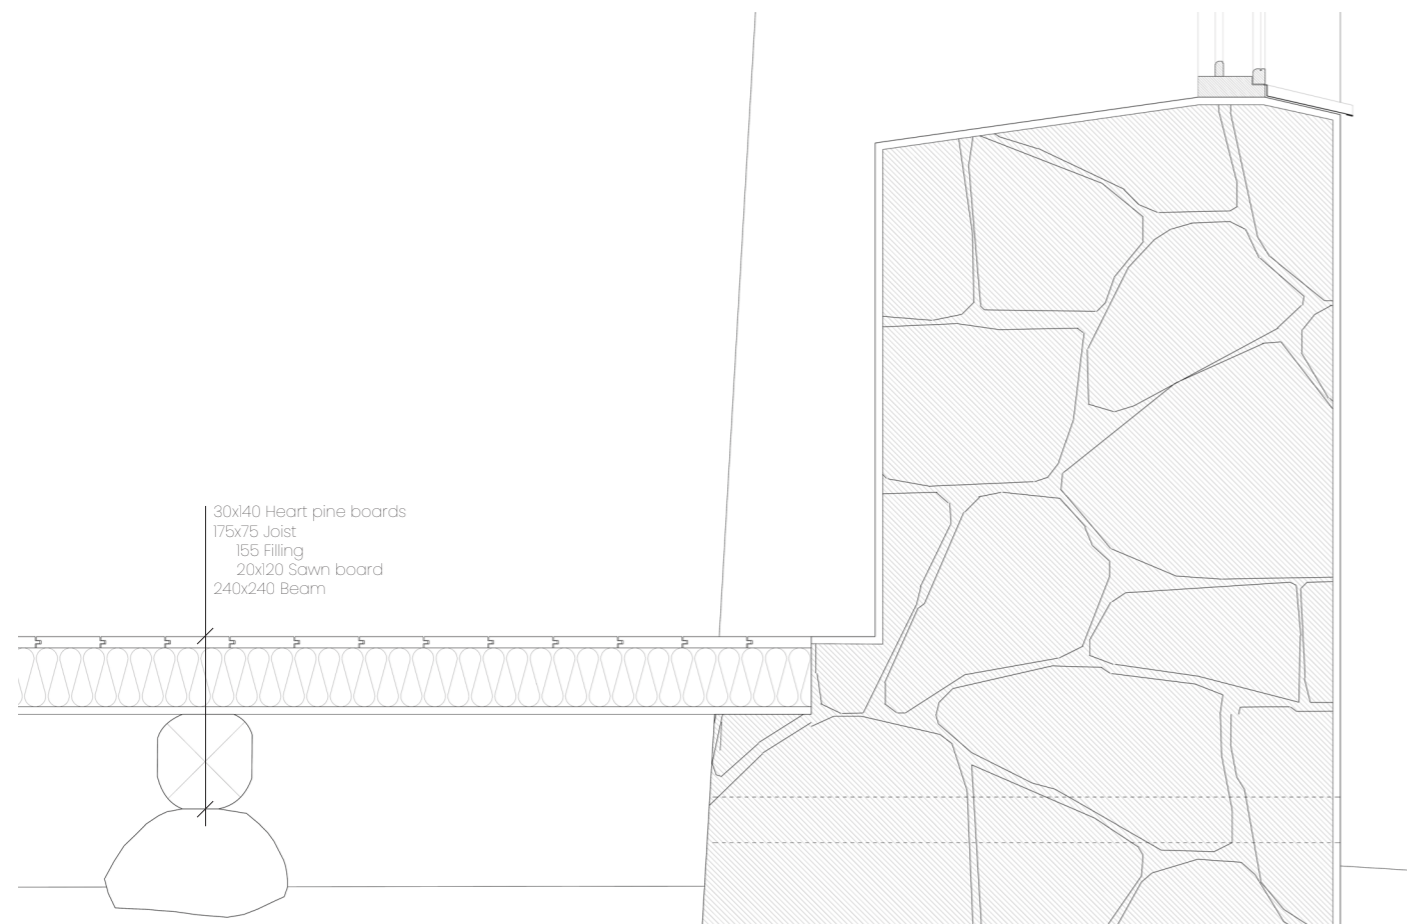 30x140 Heart pine boards
175x75 Joist
155 Filling
20x120 Sawn board
240x240 Beam